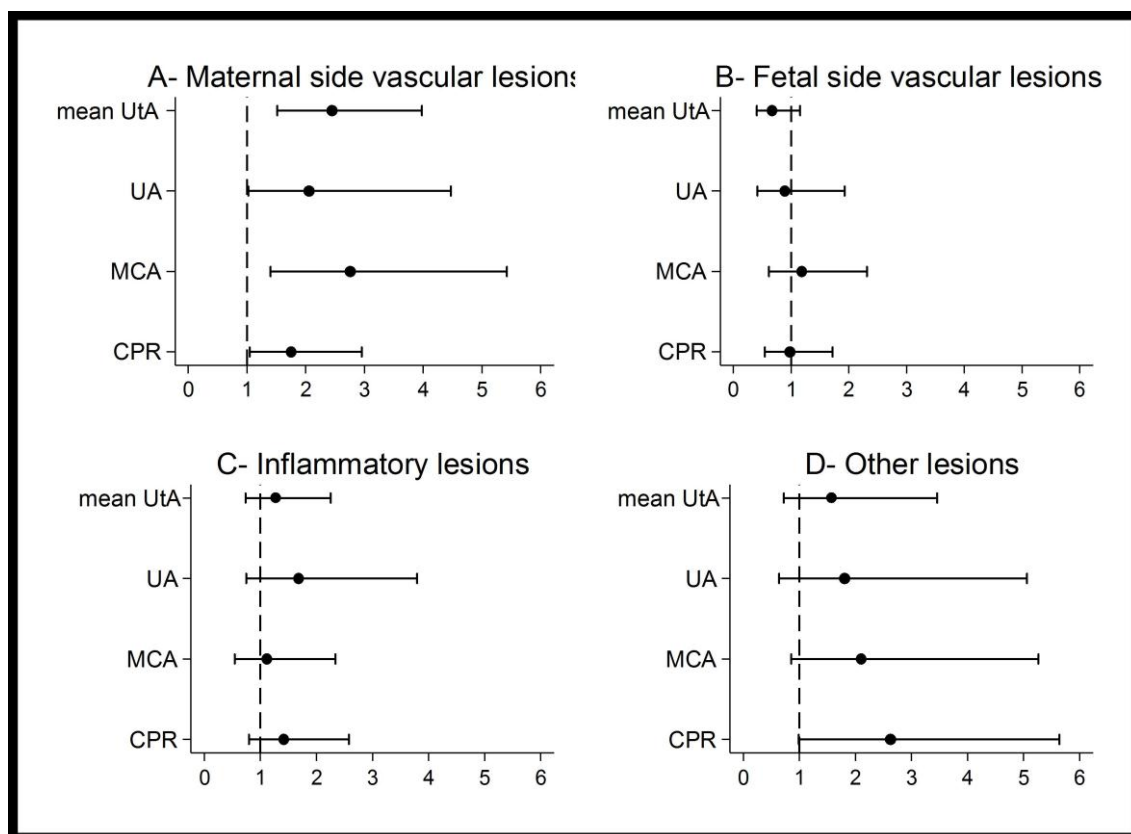 A- Maternal side vascular lesions
mean UtA
UA
MCA
CPR
0 1 2 3 4 5 6
B- Fetal side vascular lesions
mean UtA
UA
MCA
CPR
0 1 2 3 4 5 6
C- Inflammatory lesions
mean UtA
UA
MCA
CPR
0 1 2 3 4 5 6
D- Other lesions
mean UtA
UA
MCA
CPR
0 1 2 3 4 5 6